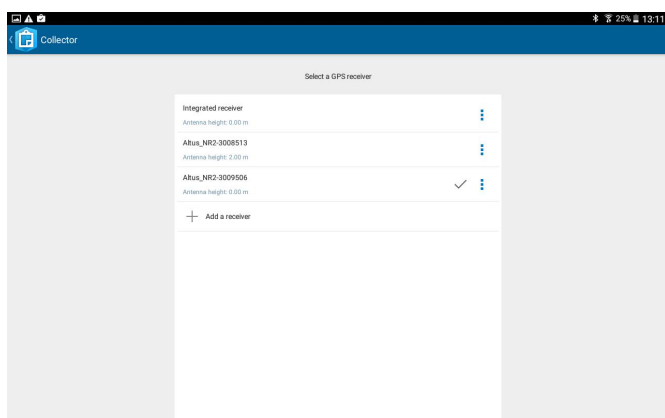 25% 13:11
Collector
Select a GPS receiver
Integrated receiver
Antenna height: 0.00 m
Altus_NR2-3008513
Antenna height: 2.00 m
Altus_NR2-3009506
Antenna height: 0.00 m
Add a receiver